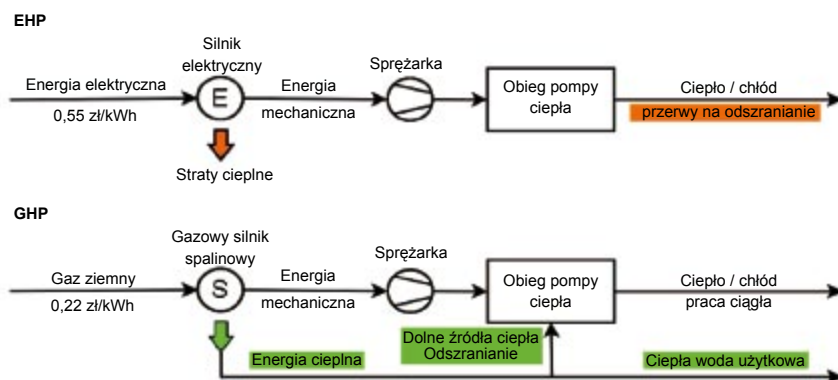 EHP
Silnik
elektryczny
Energia elektryczna
0,55 zł/kWh
E
Energia
mechaniczna
Sprężarka
Obieg pompy
ciepła
Ciepło / chłód
przerwy na odszranianie
Straty cieplne
GHP
Gazowy silnik
spalinowy
Gaz ziemny
0,22 zł/kWh
S
Energia
mechaniczna
Sprężarka
Obieg pompy
ciepła
Ciepło / chłód
praca ciągła
Energia cieplna
Dolne źródła ciepła
Odszranianie
Ciepła woda użytkowa